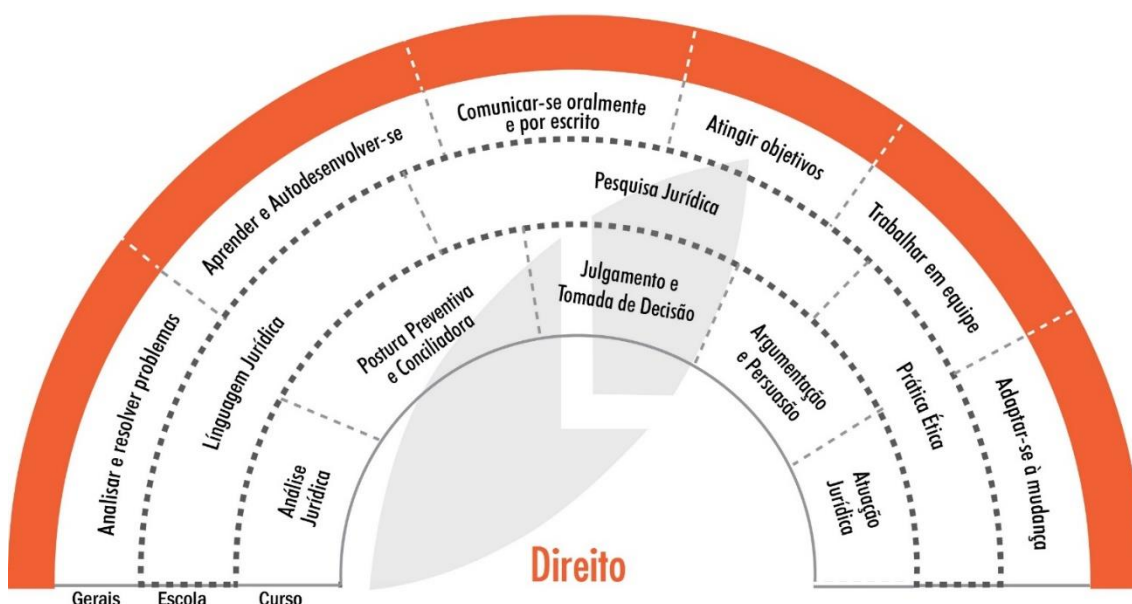 Analisar e resolver problemas
Aprender e Autodesenvolver-se
Comunicar-se oralmente
e por escrito
Atingir objetivos
Trabalhar em equipe
Adaptar-se à mudança
Línguagem Jurídica
Pesquisa Jurídica
Prática Ética
Análise
Jurídica
Postura Preventiva
e Conciliadora
Julgamento e
Tomada de Decisão
Argumentação
e Persuasão
Atuação
Jurídica
Direito
Gerais
Escola
Curso